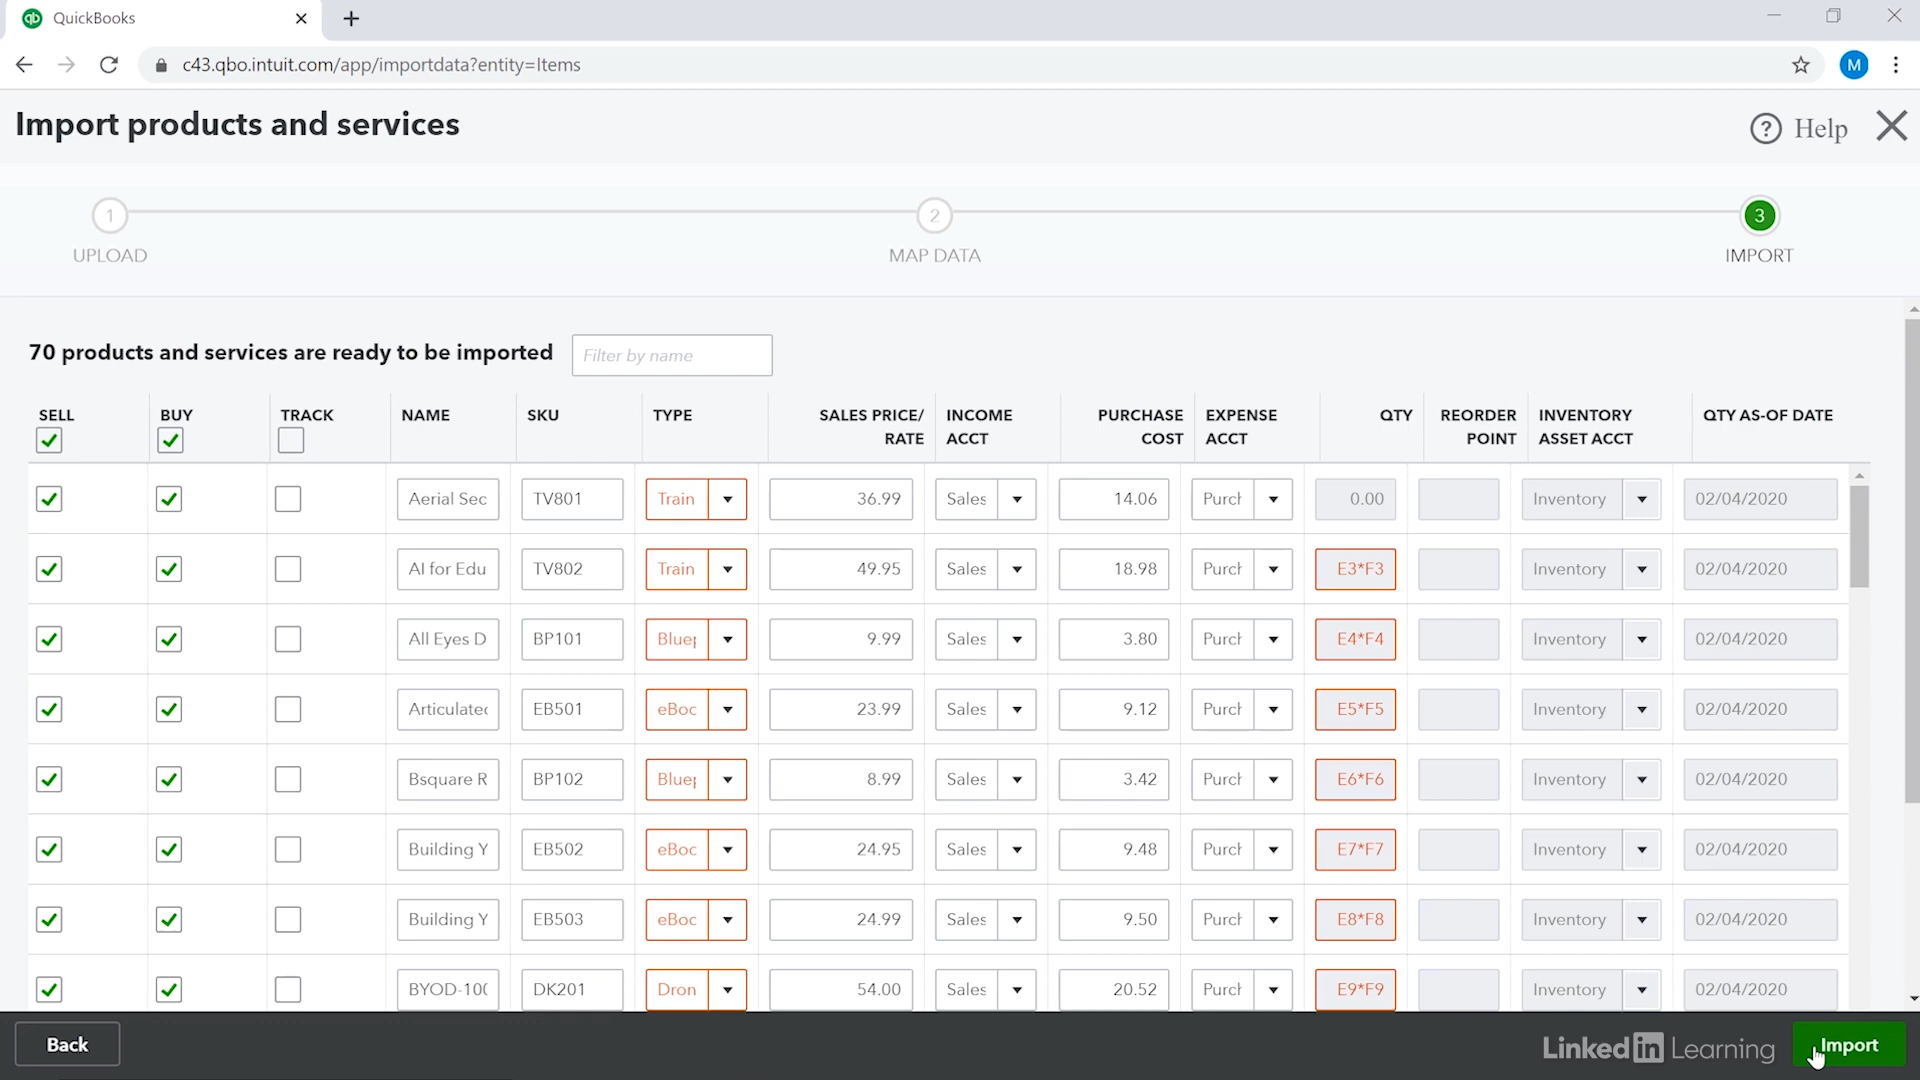 QuickBooks
c43.qbo.intuit.com/app/importdata?entity=Items
M
Import products and services
? Help
1 2 3
UPLOAD MAP DATA IMPORT
70 products and services are ready to be imported Filter by name
SELL BUY TRACK NAME SKU TYPE SALES PRICE/ INCOME PURCHASE EXPENSE QTY REORDER INVENTORY QTY AS-OF DATE
RATE ACCT COST ACCT POINT ASSET ACCT
Aerial Sec TV801 Train 36.99 Sales 14.06 Purch 0.00 Inventory 02/04/2020
AI for Edu TV802 Train 49.95 Sales 18.98 Purch E3*F3 Inventory 02/04/2020
All Eyes D BP101 Bluep 9.99 Sales 3.80 Purch E4*F4 Inventory 02/04/2020
Articulated EB501 eBoc 23.99 Sales 9.12 Purch E5*F5 Inventory 02/04/2020
Bsquare R BP102 Bluep 8.99 Sales 3.42 Purch E6*F6 Inventory 02/04/2020
Building Y EB502 eBoc 24.95 Sales 9.48 Purch E7*F7 Inventory 02/04/2020
Building Y EB503 eBoc 24.99 Sales 9.50 Purch E8*F8 Inventory 02/04/2020
BYOD-100 DK201 Dron 54.00 Sales 20.52 Purch E9*F9 Inventory 02/04/2020
Back LinkedIn Learning Import